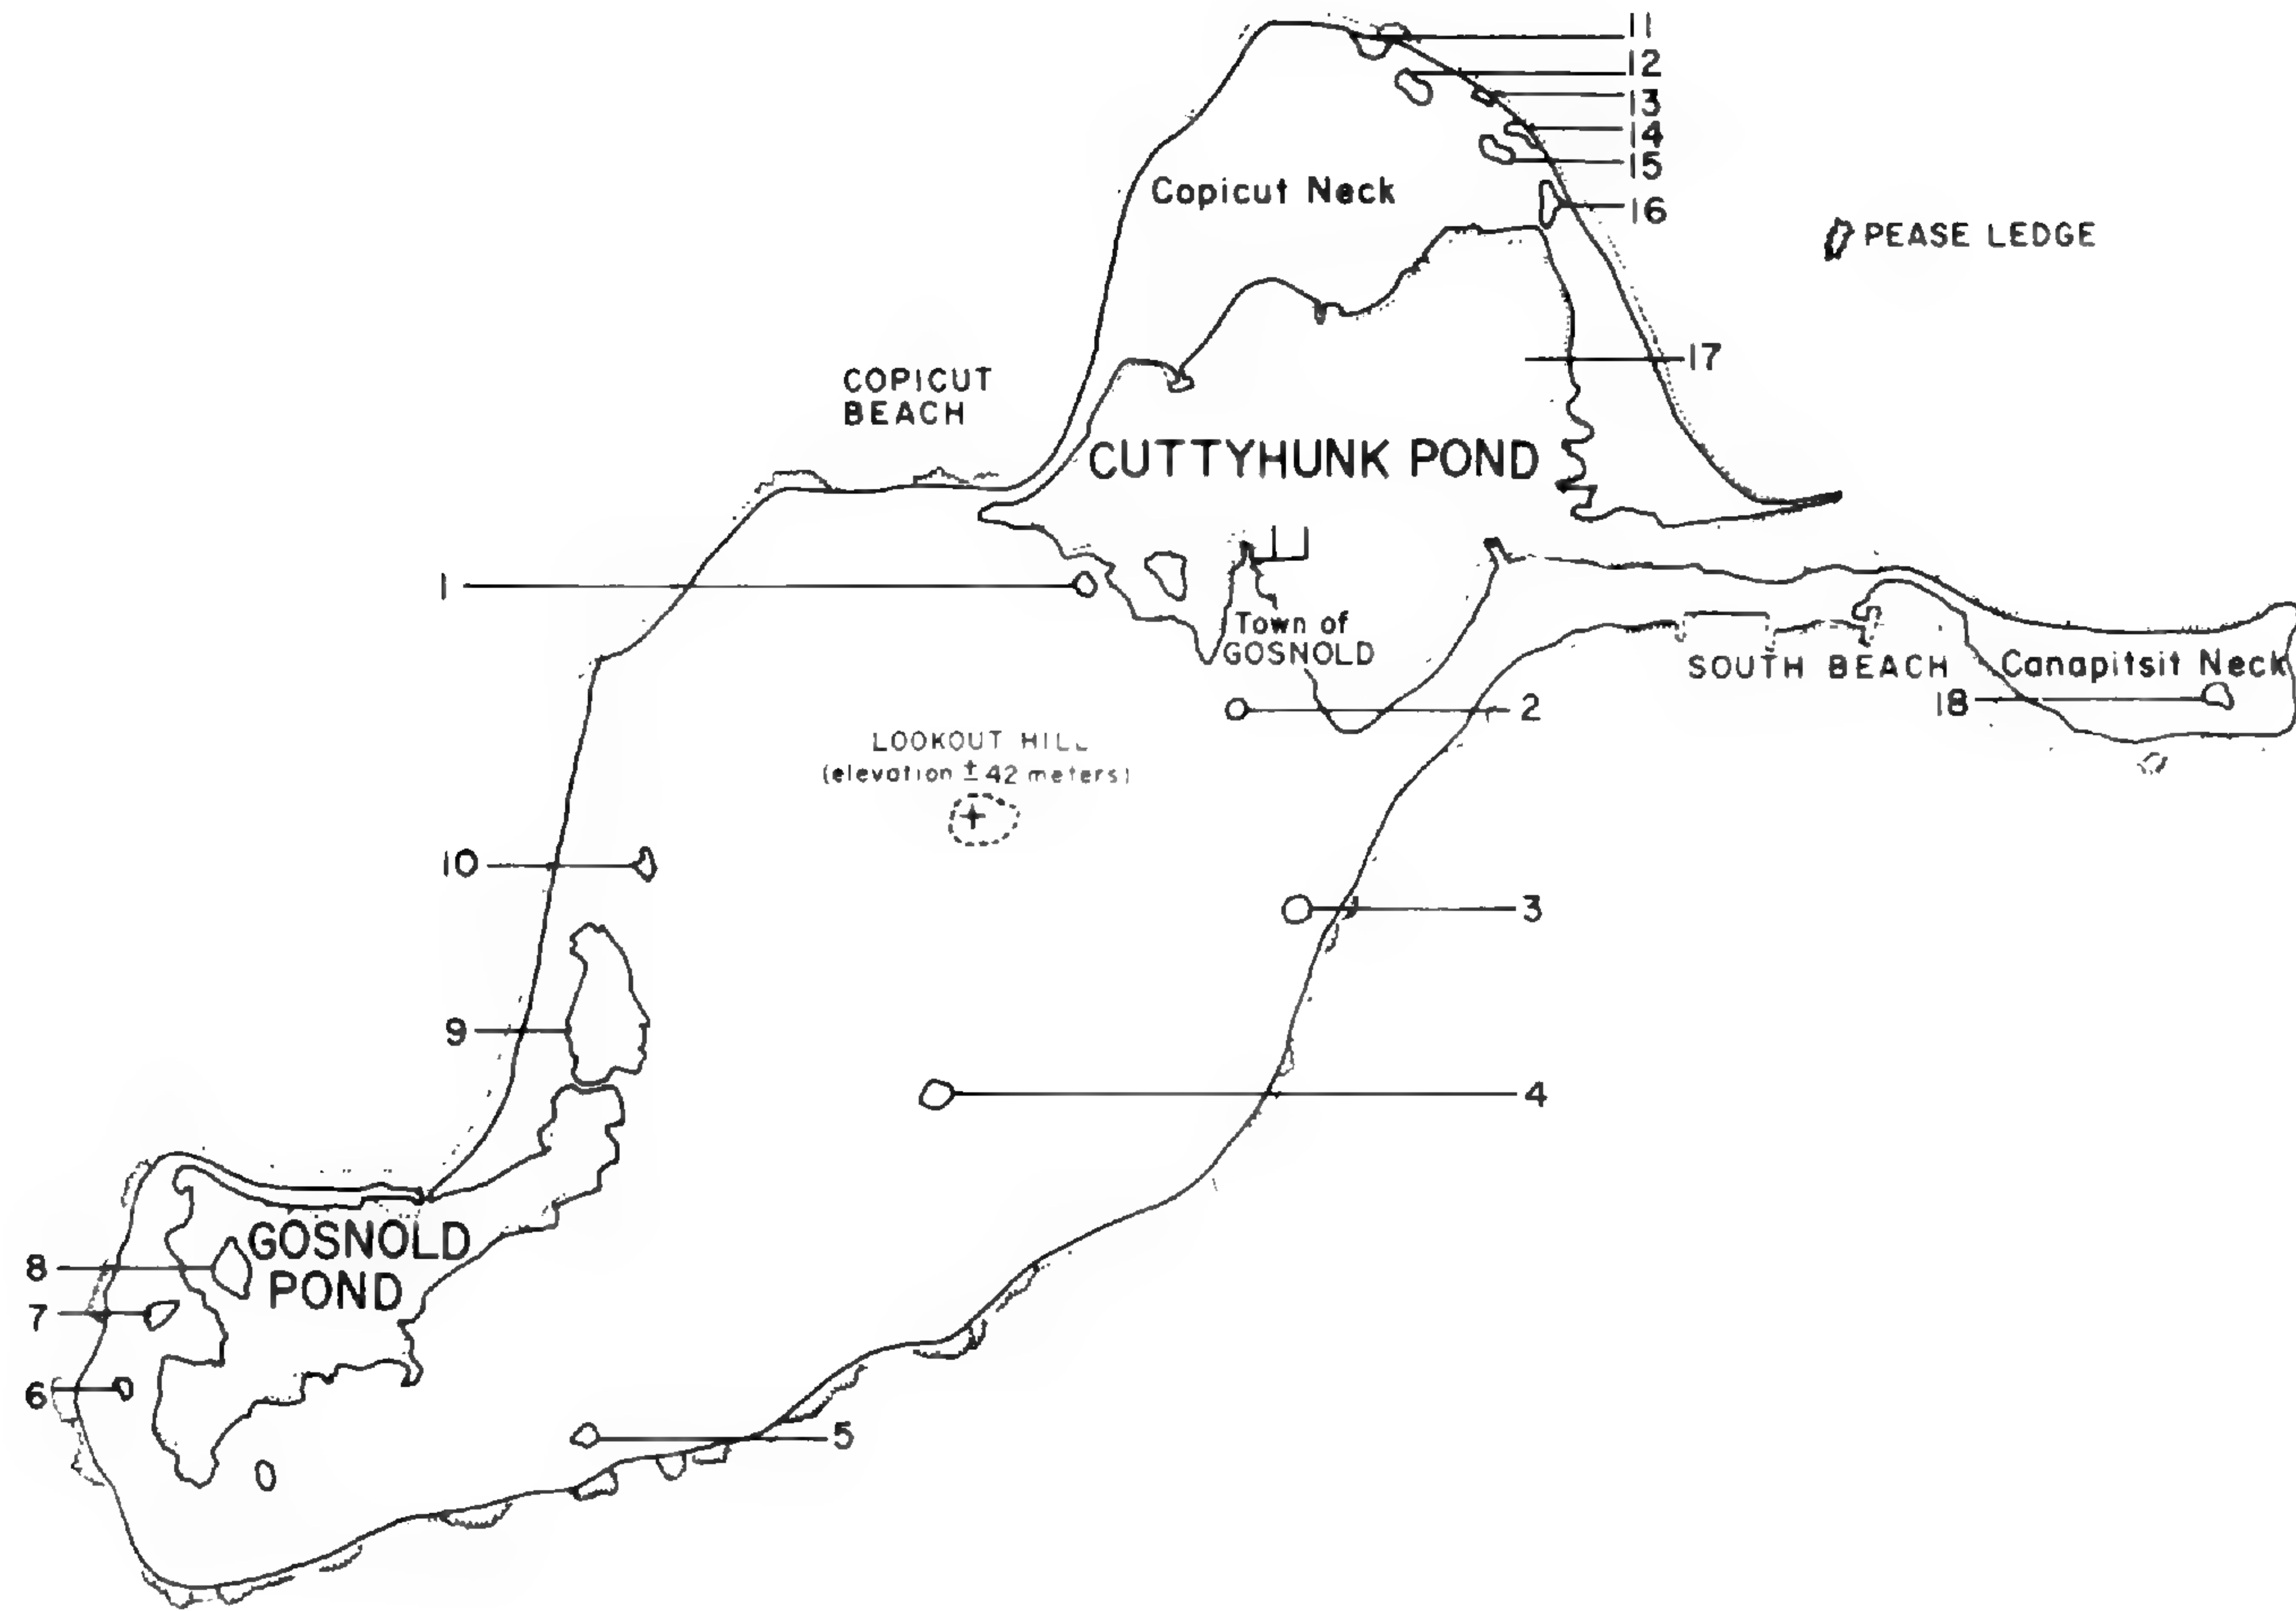 11
12
13
14
15
Copicut Neck
16
PEASE LEDGE
17
COPICUT
BEACH
CUTTYHUNK POND
1
Town of
GOSNOLD
SOUTH BEACH
Canapitsit Neck
18
2
LOOKOUT HILL
(elevation ± 42 meters)
10
3
9
4
GOSNOLD
POND
8
7
6
5